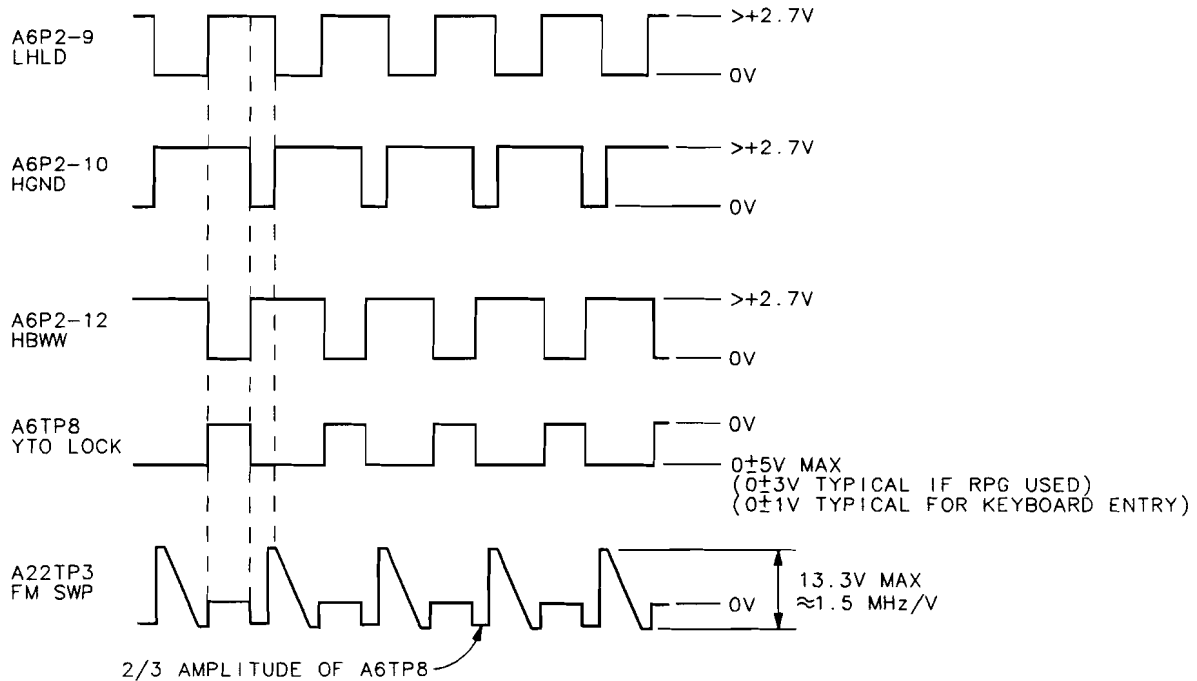 A6P2-9
LHLD
>+2.7V
0V
A6P2-10
HGND
>+2.7V
0V
A6P2-12
HBWW
>+2.7V
0V
A6TP8
YTO LOCK
0V
0±5V MAX
(0±3V TYPICAL IF RPG USED)
(0±1V TYPICAL FOR KEYBOARD ENTRY)
A22TP3
FM SWP
0V
13.3V MAX
≈1.5 MHz/V
2/3 AMPLITUDE OF A6TP8